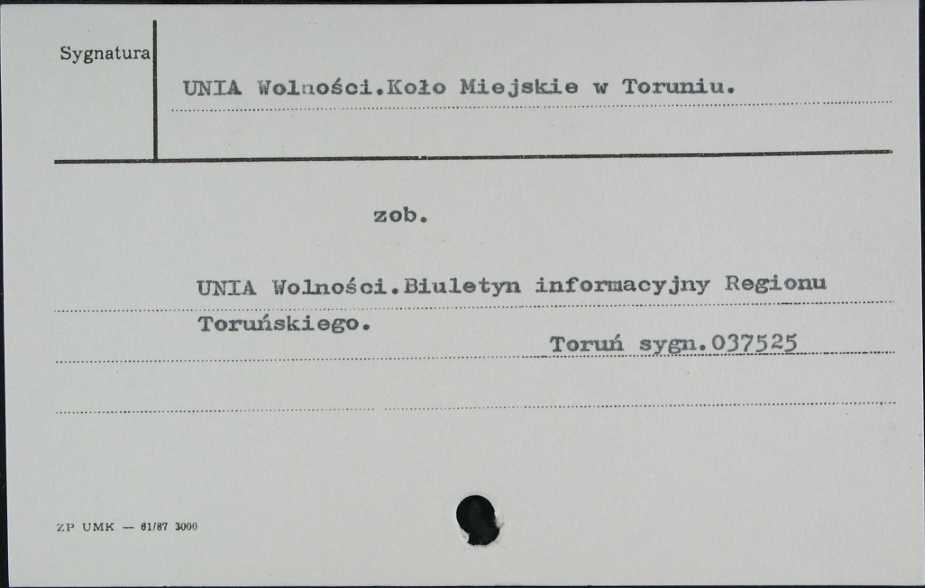 Sygnatura
UNIA Wolności.Koło Miejskie w Toruniu.
zob.
UNIA Wolności.Biuletyn informacyjny Regionu
Toruńskiego.
Toruń sygn.037525
ZP UMK — 61/87 3000